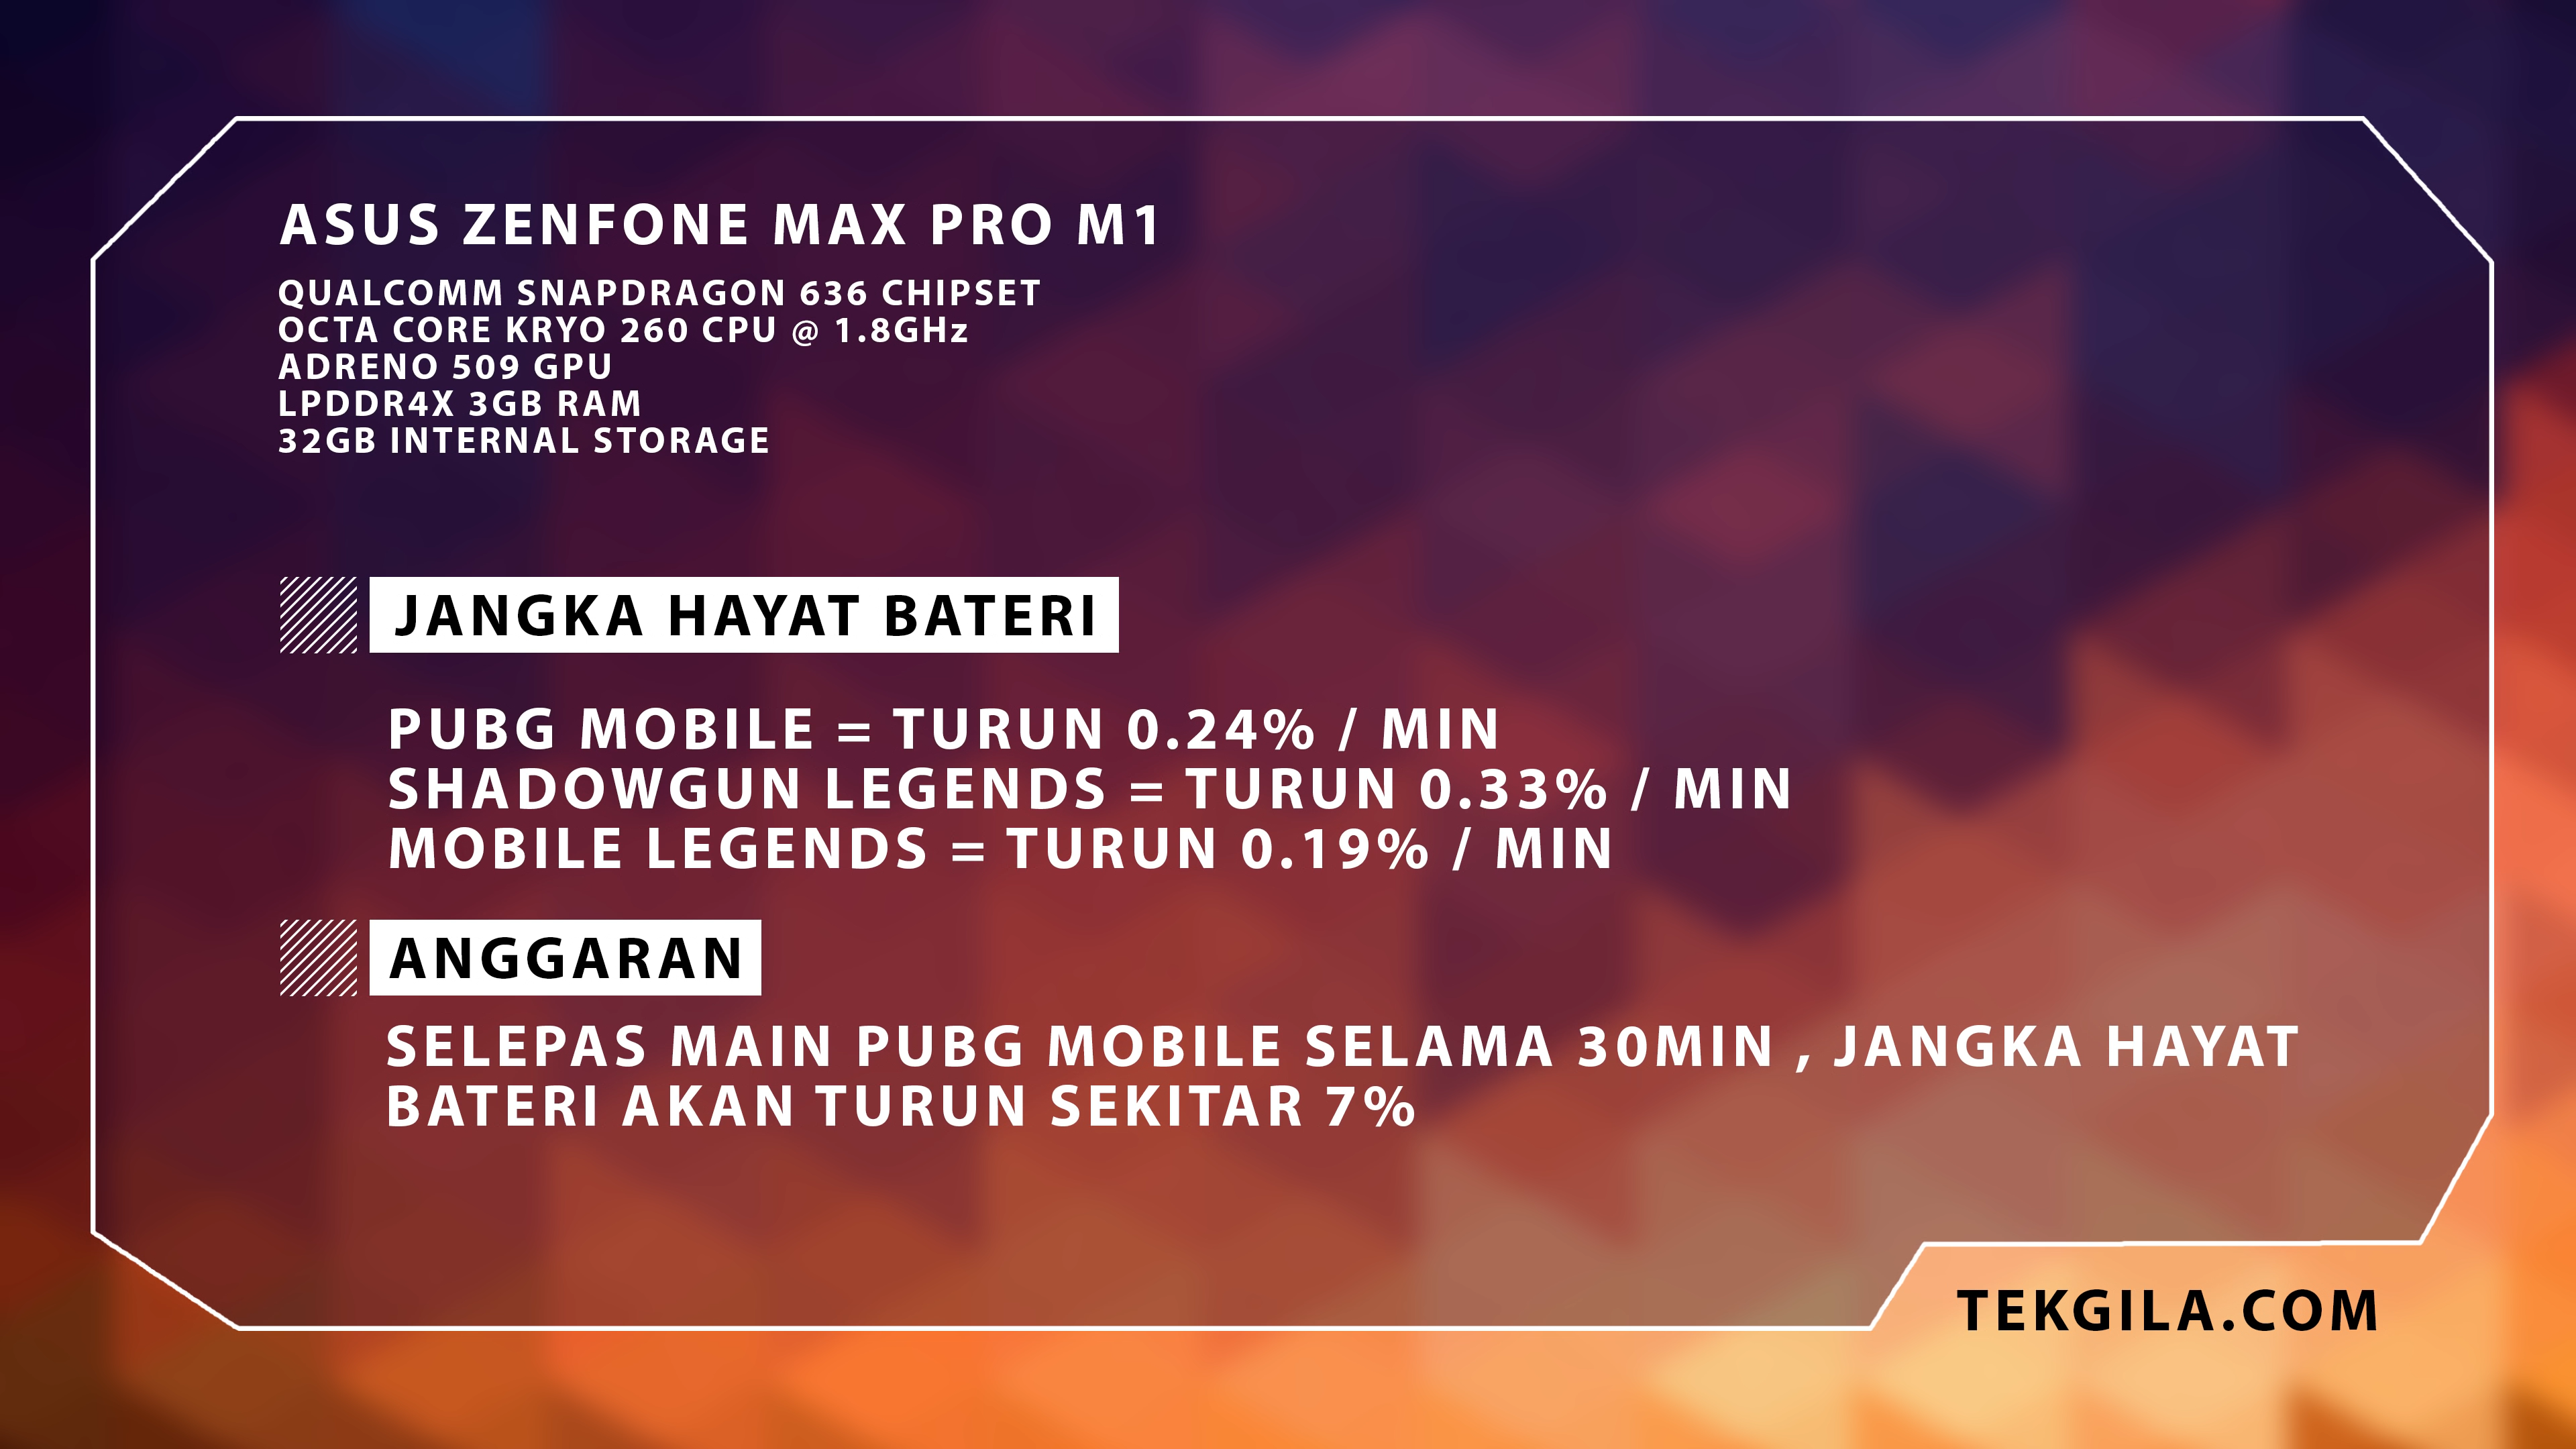 ASUS ZENFONE MAX PRO M1
QUALCOMM SNAPDRAGON 636 CHIPSET
OCTA CORE KRYO 260 CPU @ 1.8GHz
ADRENO 509 GPU
LPDDR4X 3GB RAM
32GB INTERNAL STORAGE
JANGKA HAYAT BATERI
PUBG MOBILE = TURUN 0.24% / MIN
SHADOWGUN LEGENDS = TURUN 0.33% / MIN
MOBILE LEGENDS = TURUN 0.19% / MIN
ANGGARAN
SELEPAS MAIN PUBG MOBILE SELAMA 30MIN , JANGKA HAYAT
BATERI AKAN TURUN SEKITAR 7%
TEKGILA.COM